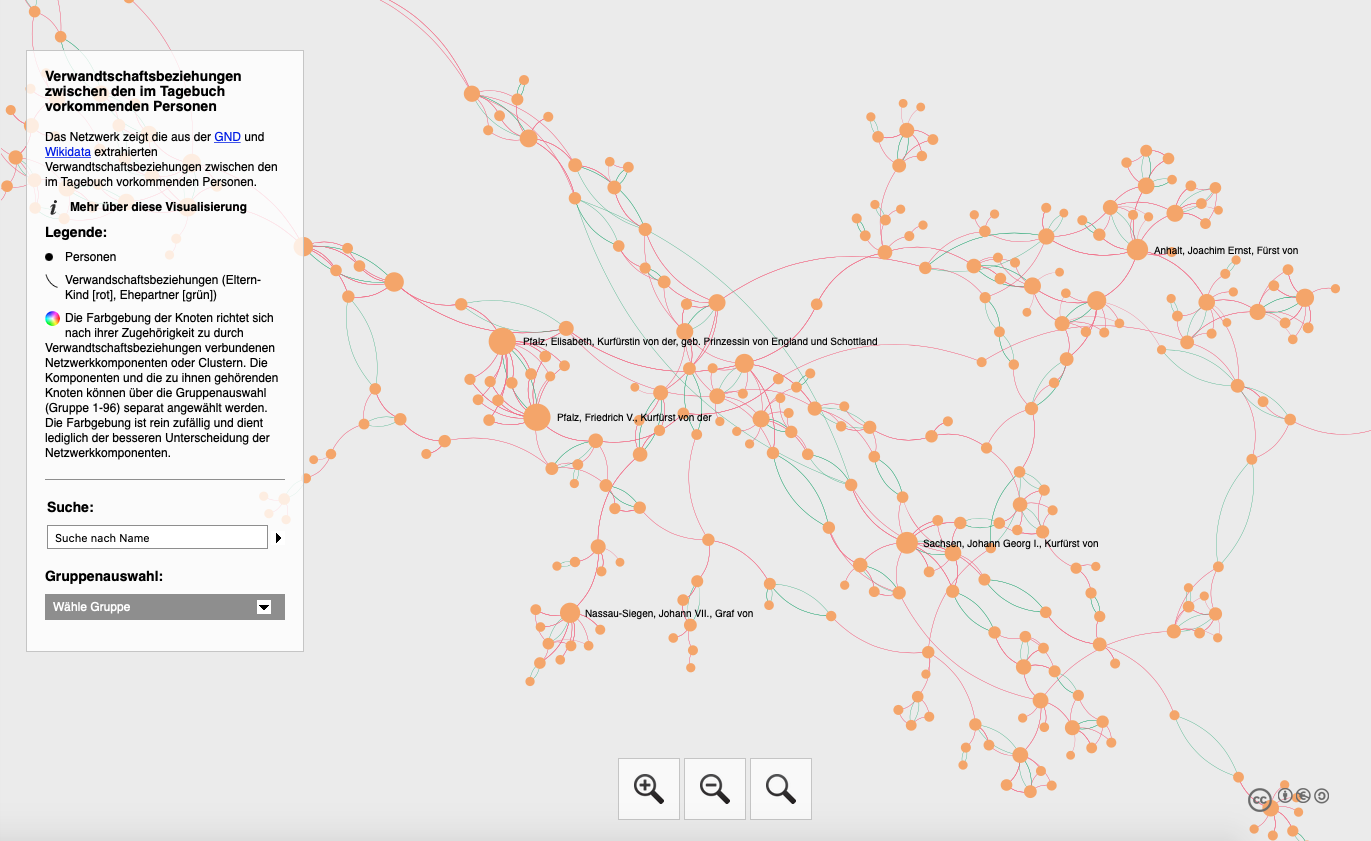 Verwandtschaftsbeziehungen
zwischen den im Tagebuch
vorkommenden Personen
Das Netzwerk zeigt die aus der GND und
Wikidata extrahierten
Verwandtschaftsbeziehungen zwischen den
im Tagebuch vorkommenden Personen.
i Mehr über diese Visualisierung
Legende:
Personen
Verwandschaftsbeziehungen (Eltern-
Kind [rot], Ehepartner [grün])
Die Farbgebung der Knoten richtet sich
nach ihrer Zugehörigkeit zu durch
Verwandtschaftsbeziehungen verbundenen
Netzwerkkomponenten oder Clustern. Die
Komponenten und die zu ihnen gehörenden
Knoten können über die Gruppenauswahl
(Gruppe 1-96) separat angewählt werden.
Die Farbgebung ist rein zufällig und dient
lediglich der besseren Unterscheidung der
Netzwerkkomponenten.
Suche:
Suche nach Name
Gruppenauswahl:
Wähle Gruppe
Anhalt, Joachim Ernst, Fürst von
Pfalz, Elisabeth, Kurfürstin von der, geb. Prinzessin von England und Schottland
Pfalz, Friedrich V., Kurfürst von der
Sachsen, Johann Georg I., Kurfürst von
Nassau-Siegen, Johann VII., Graf von
cc